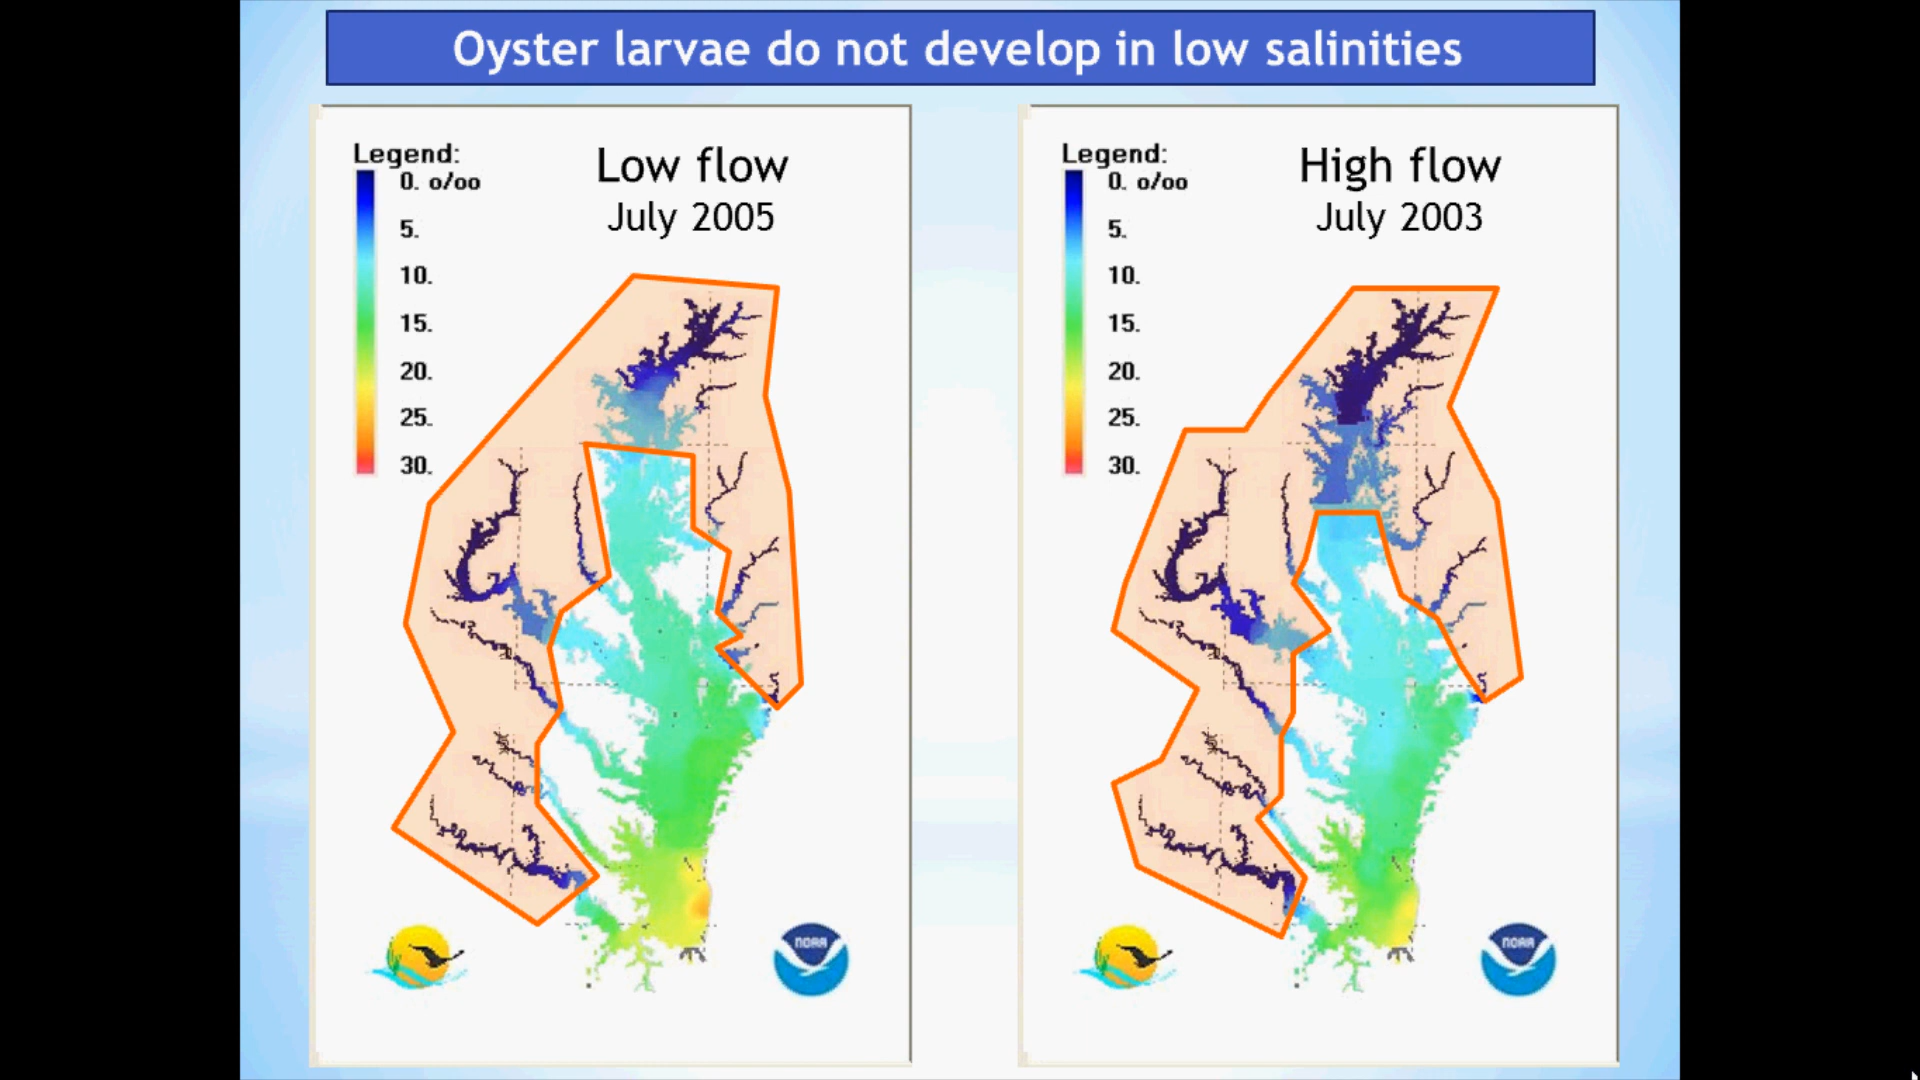 Oyster larvae do not develop in low salinities
Legend:
0. o/oo
5.
10.
15.
20.
25.
30.
Low flow
July 2005
NOAA
Legend:
0. o/oo
5.
10.
15.
20.
25.
30.
High flow
July 2003
NOAA